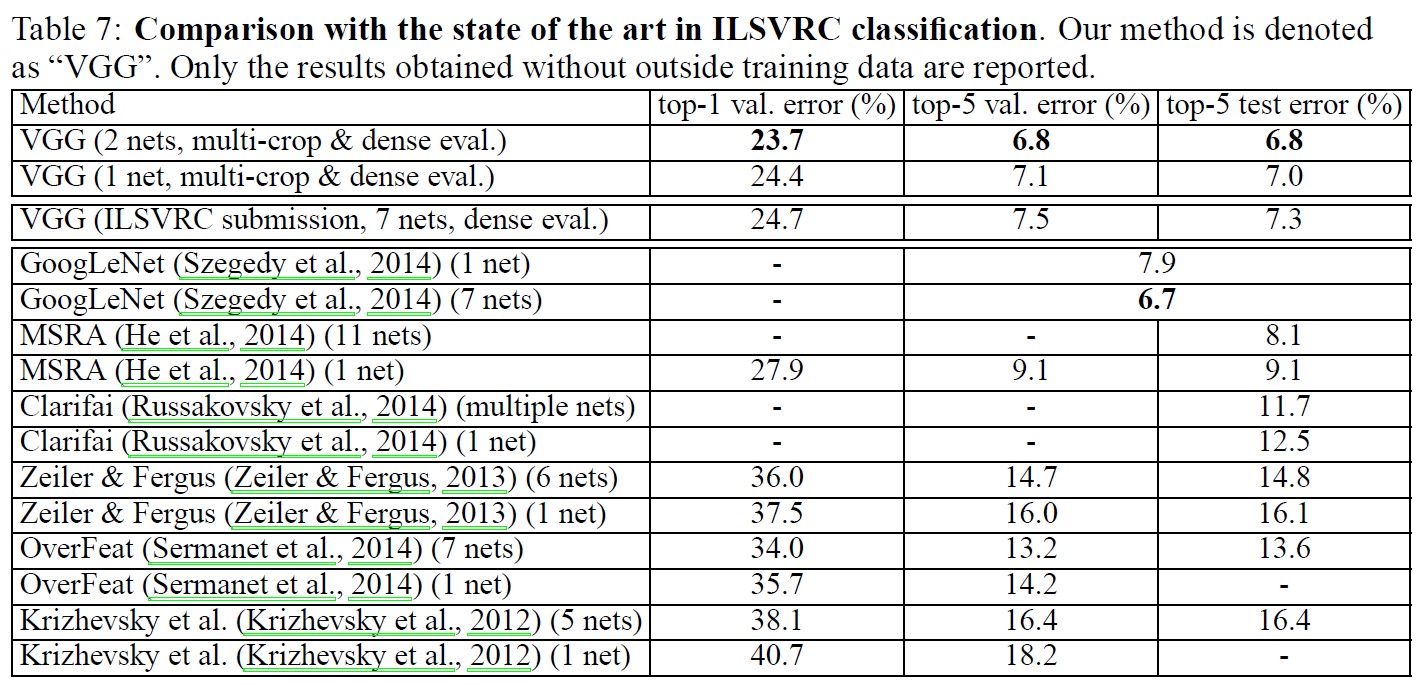 Table 7: Comparison with the state of the art in ILSVRC classification. Our method is denoted
as “VGG”. Only the results obtained without outside training data are reported.
Method top-1 val. error (%) top-5 val. error (%) top-5 test error (%)
VGG (2 nets, multi-crop & dense eval.) 23.7 6.8 6.8
VGG (1 net, multi-crop & dense eval.) 24.4 7.1 7.0
VGG (ILSVRC submission, 7 nets, dense eval.) 24.7 7.5 7.3
GoogLeNet (Szegedy et al., 2014) (1 net) - 7.9
GoogLeNet (Szegedy et al., 2014) (7 nets) - 6.7
MSRA (He et al., 2014) (11 nets) - - 8.1
MSRA (He et al., 2014) (1 net) 27.9 9.1 9.1
Clarifai (Russakovsky et al., 2014) (multiple nets) - - 11.7
Clarifai (Russakovsky et al., 2014) (1 net) - - 12.5
Zeiler & Fergus (Zeiler & Fergus, 2013) (6 nets) 36.0 14.7 14.8
Zeiler & Fergus (Zeiler & Fergus, 2013) (1 net) 37.5 16.0 16.1
OverFeat (Sermanet et al., 2014) (7 nets) 34.0 13.2 13.6
OverFeat (Sermanet et al., 2014) (1 net) 35.7 14.2 -
Krizhevsky et al. (Krizhevsky et al., 2012) (5 nets) 38.1 16.4 16.4
Krizhevsky et al. (Krizhevsky et al., 2012) (1 net) 40.7 18.2 -